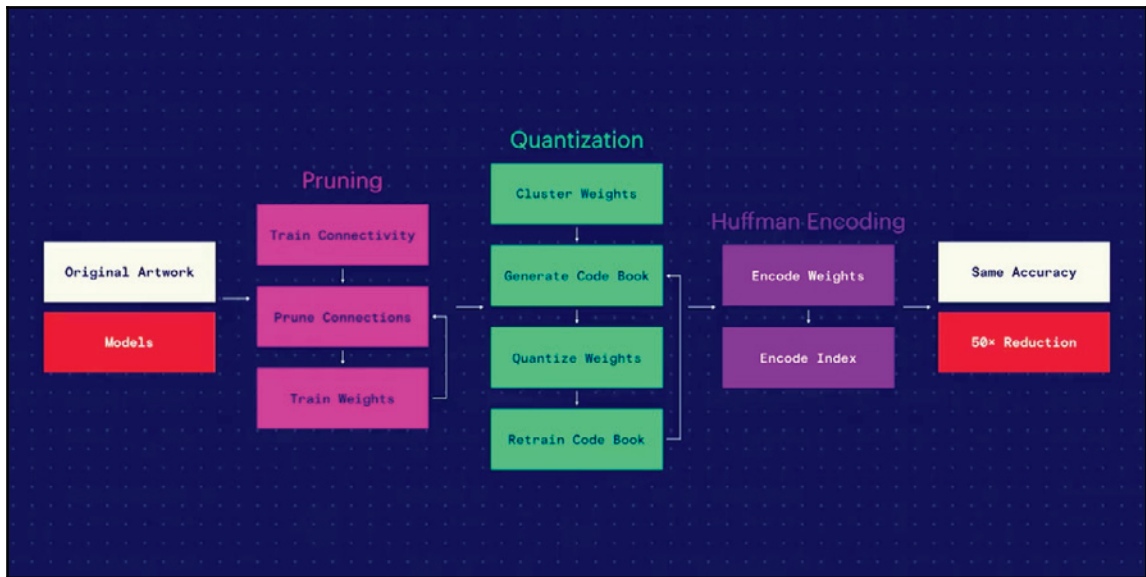 Quantization
Pruning
Cluster Weights
Huffman Encoding
Train Connectivity
Original Artwork
Generate Code Book
Encode Weights
Same Accuracy
Prune Connections
Models
Quantize Weights
Encode Index
50× Reduction
Train Weights
Retrain Code Book